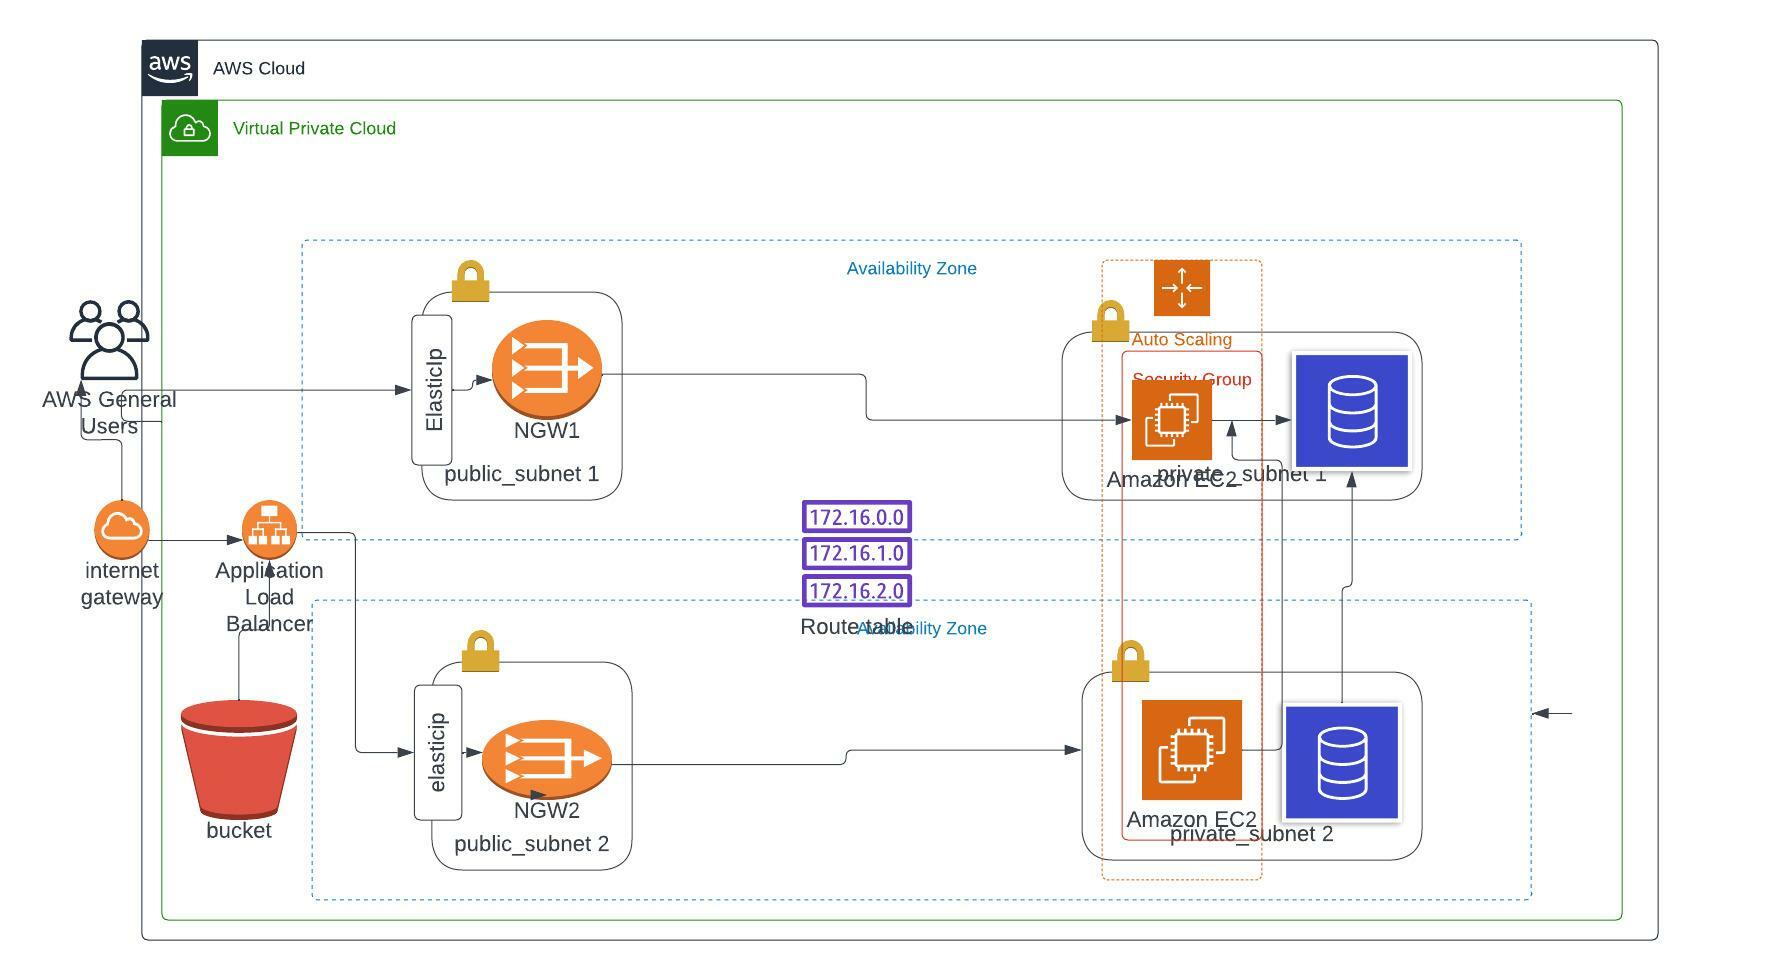 aws
AWS Cloud
Virtual Private Cloud
Availability Zone
Auto Scaling
Security Group
AWS General
Users
ElasticIp
NGW1
public_subnet 1
Amazon EC2
private_subnet 1
172.16.0.0
172.16.1.0
172.16.2.0
Route table
internet
gateway
Application
Load
Balancer
Availability Zone
elasticip
NGW2
public_subnet 2
Amazon EC2
private_subnet 2
bucket